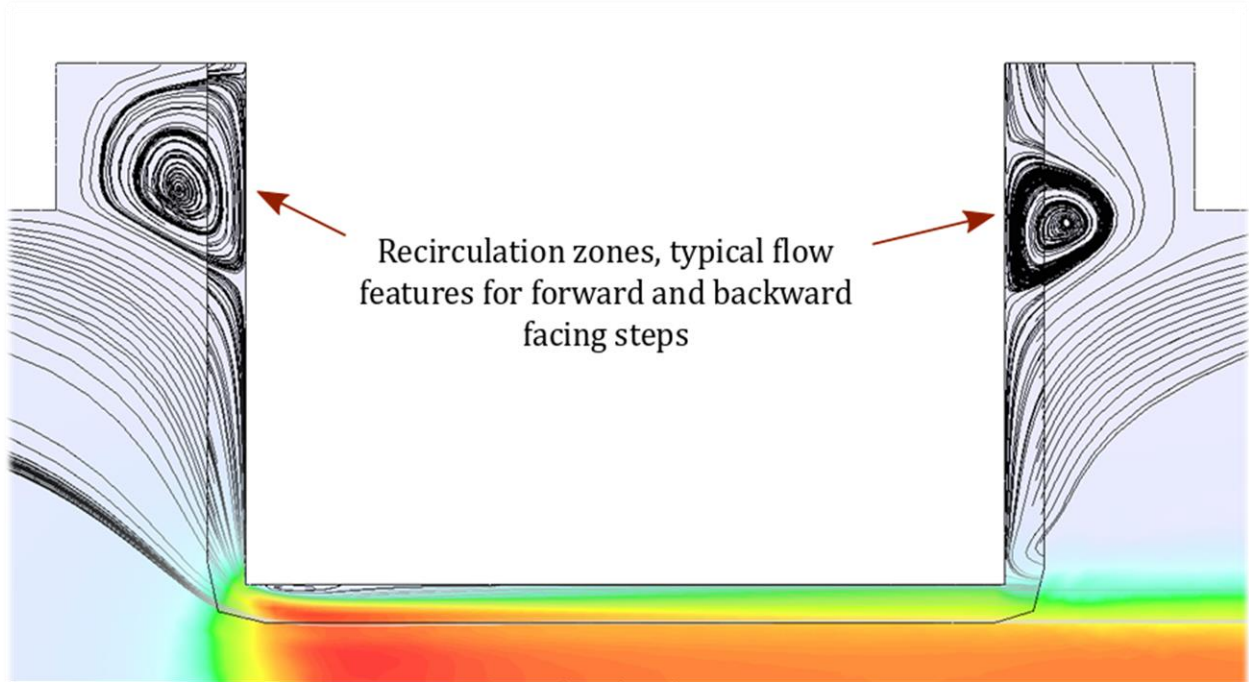 Recirculation zones, typical flow
features for forward and backward
facing steps